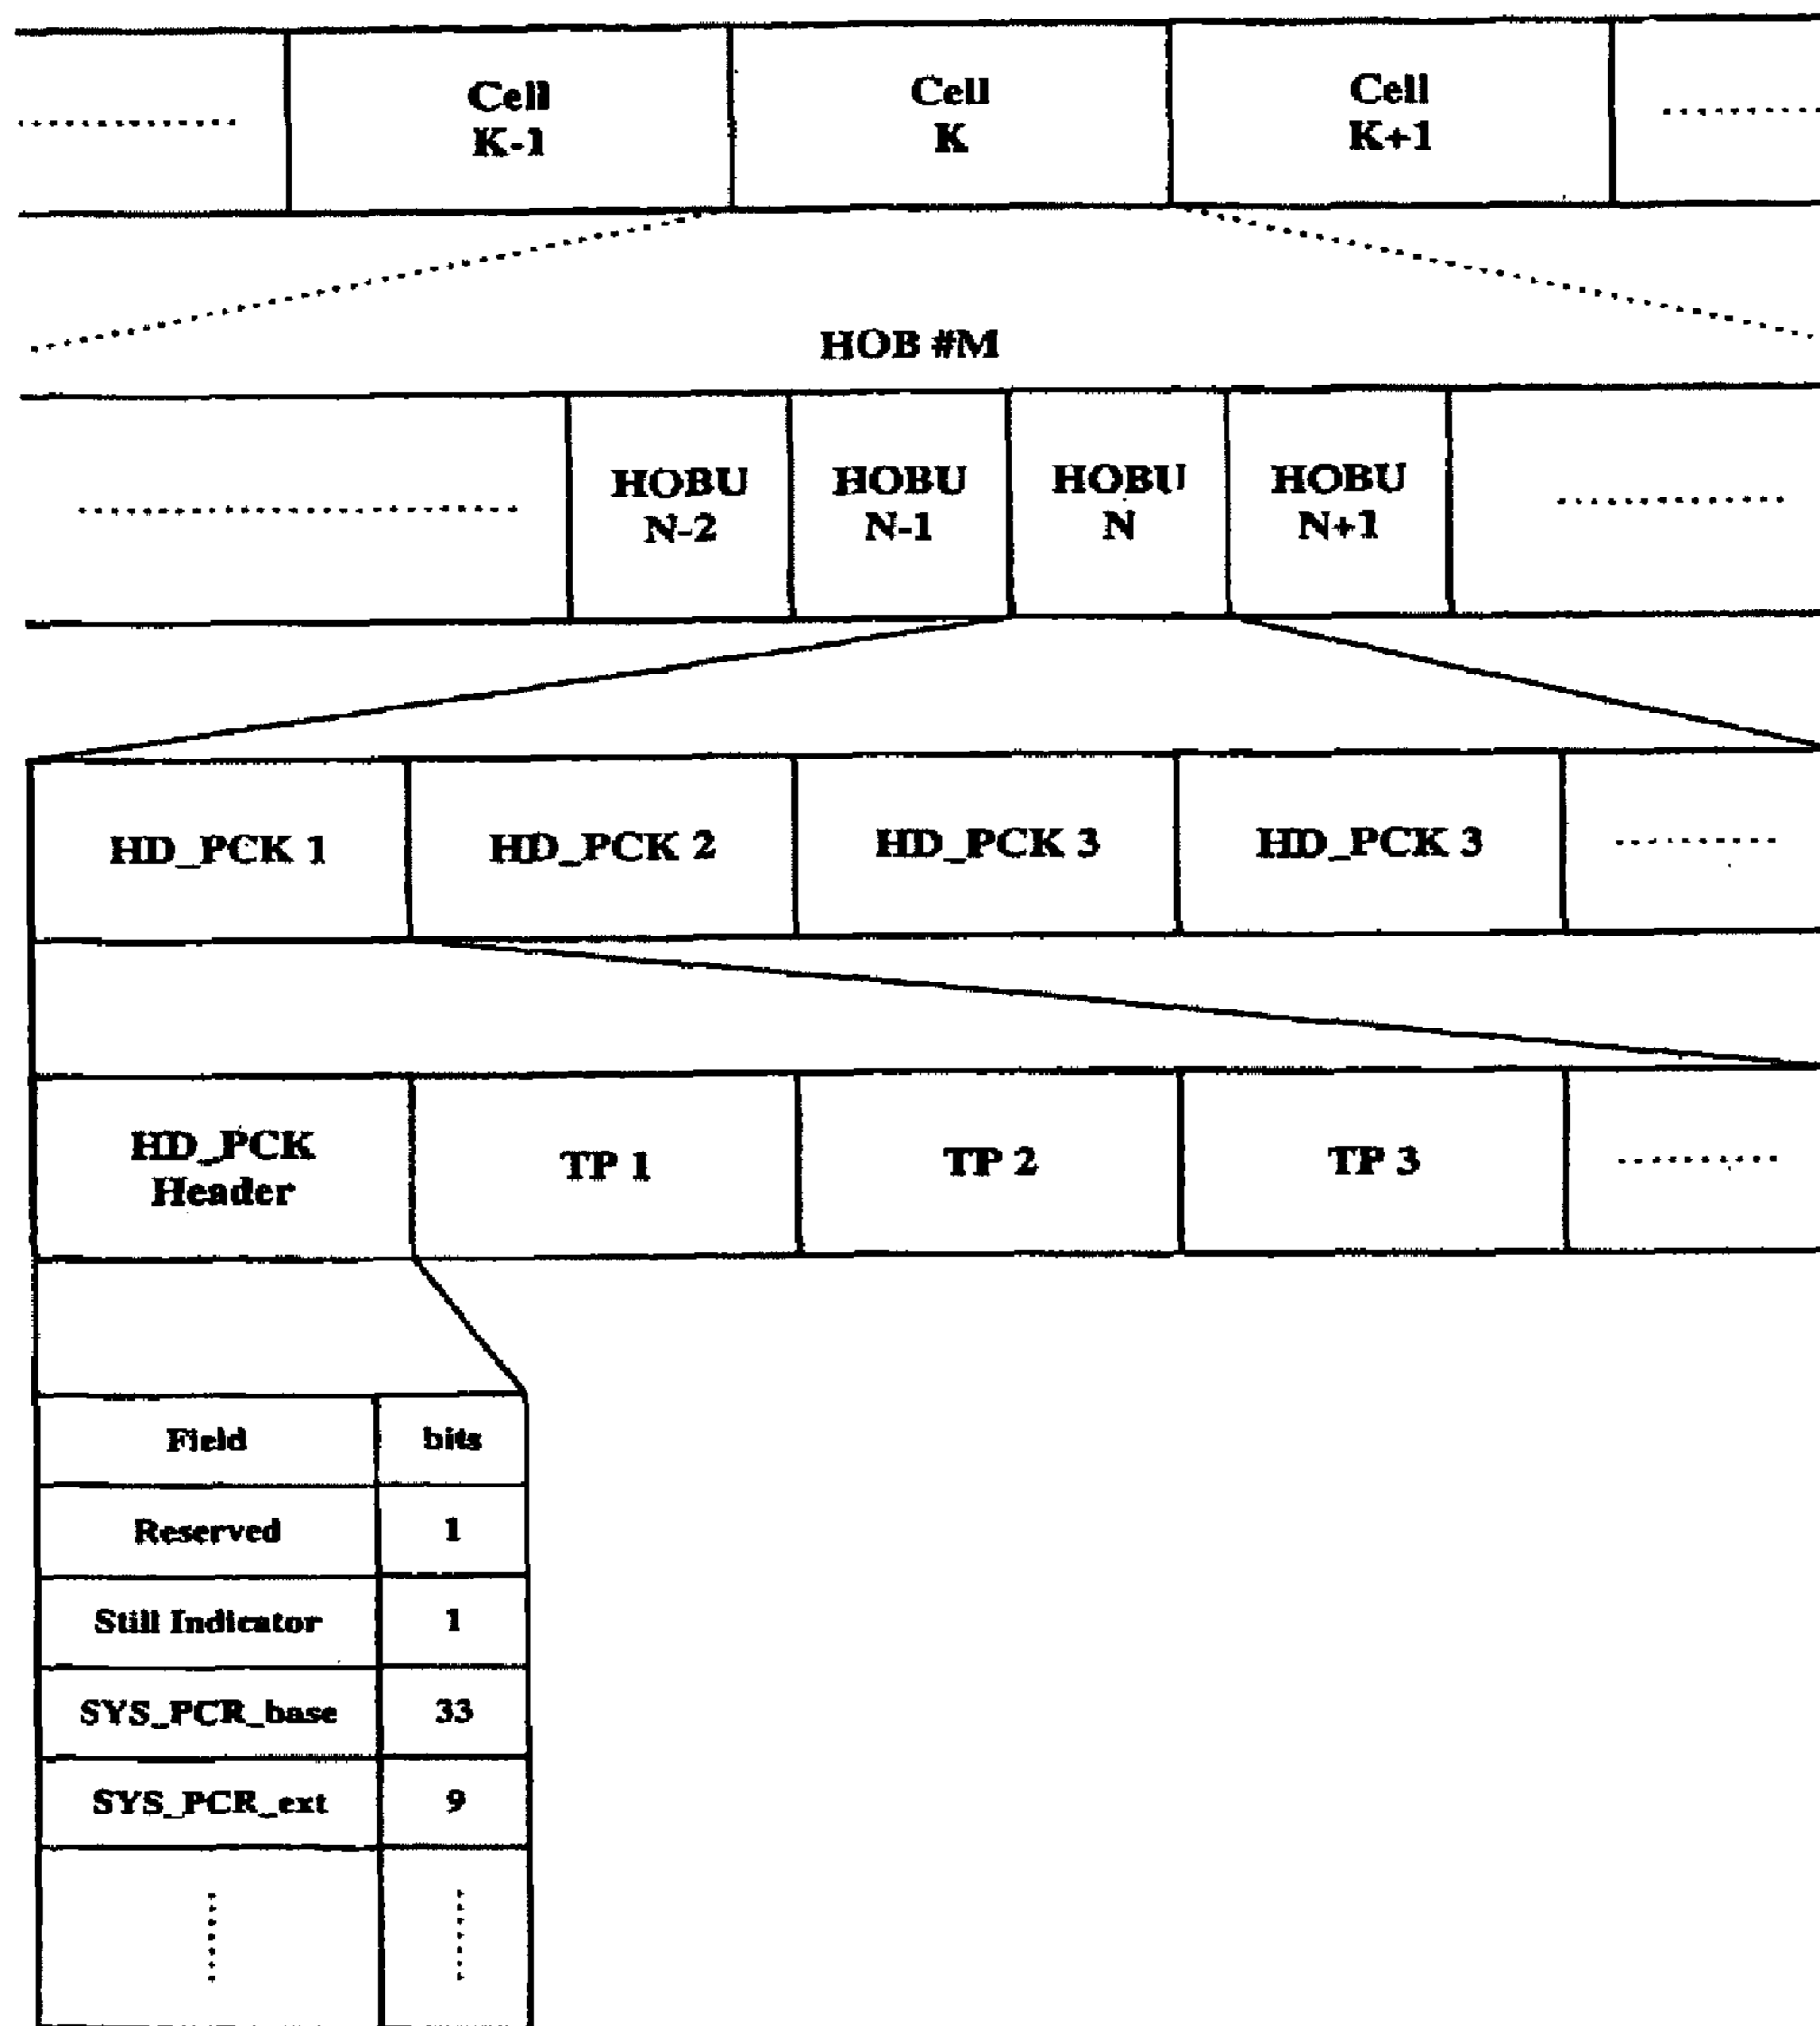 Cell
K-1
Cell
K
Cell
K+1
HOB #M
HOBU
N-2
HOBU
N-1
HOBU
N
HOBU
N+1
HD_PCK 1
HD_PCK 2
HD_PCK 3
HD_PCK 3
HD_PCK
Header
TP 1
TP 2
TP 3
Field bits
Reserved 1
Still Indicator 1
SYS_PCR_base 33
SYS_PCR_ext 9